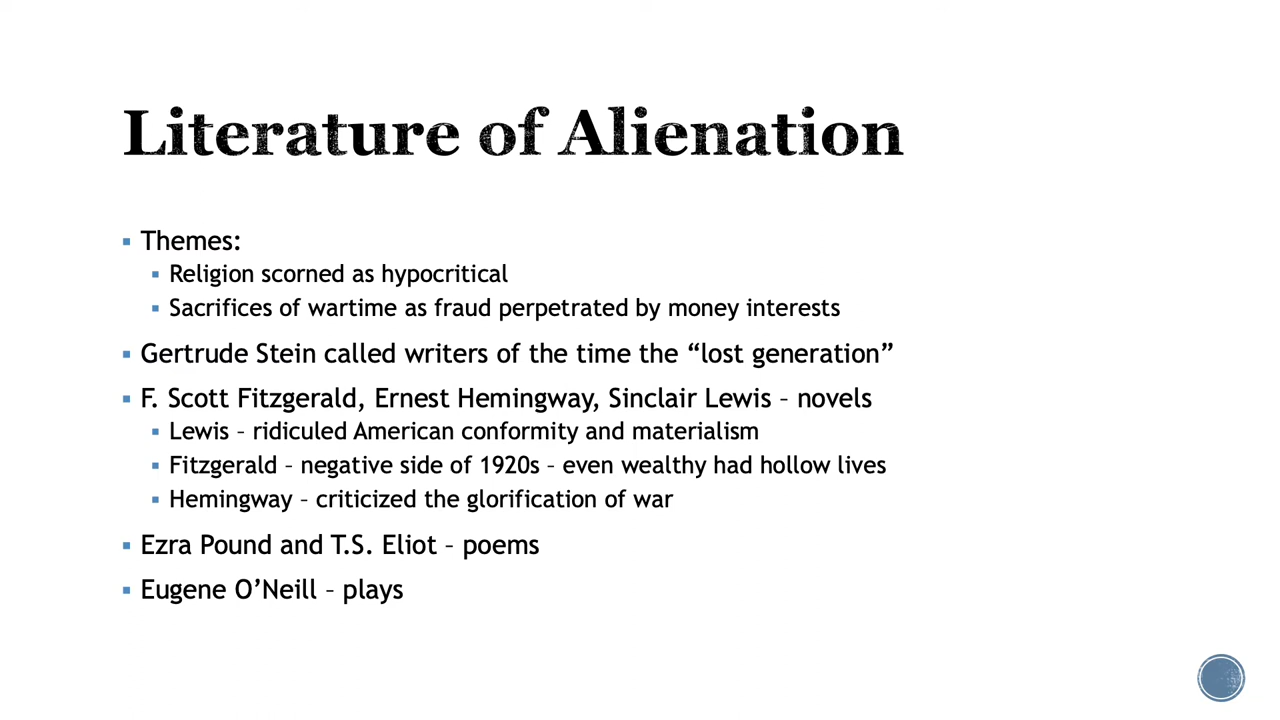 Literature of Alienation
▪ Themes:
▪ Religion scorned as hypocritical
▪ Sacrifices of wartime as fraud perpetrated by money interests
▪ Gertrude Stein called writers of the time the “lost generation”
▪ F. Scott Fitzgerald, Ernest Hemingway, Sinclair Lewis – novels
▪ Lewis – ridiculed American conformity and materialism
▪ Fitzgerald – negative side of 1920s – even wealthy had hollow lives
▪ Hemingway – criticized the glorification of war
▪ Ezra Pound and T.S. Eliot – poems
▪ Eugene O’Neill – plays